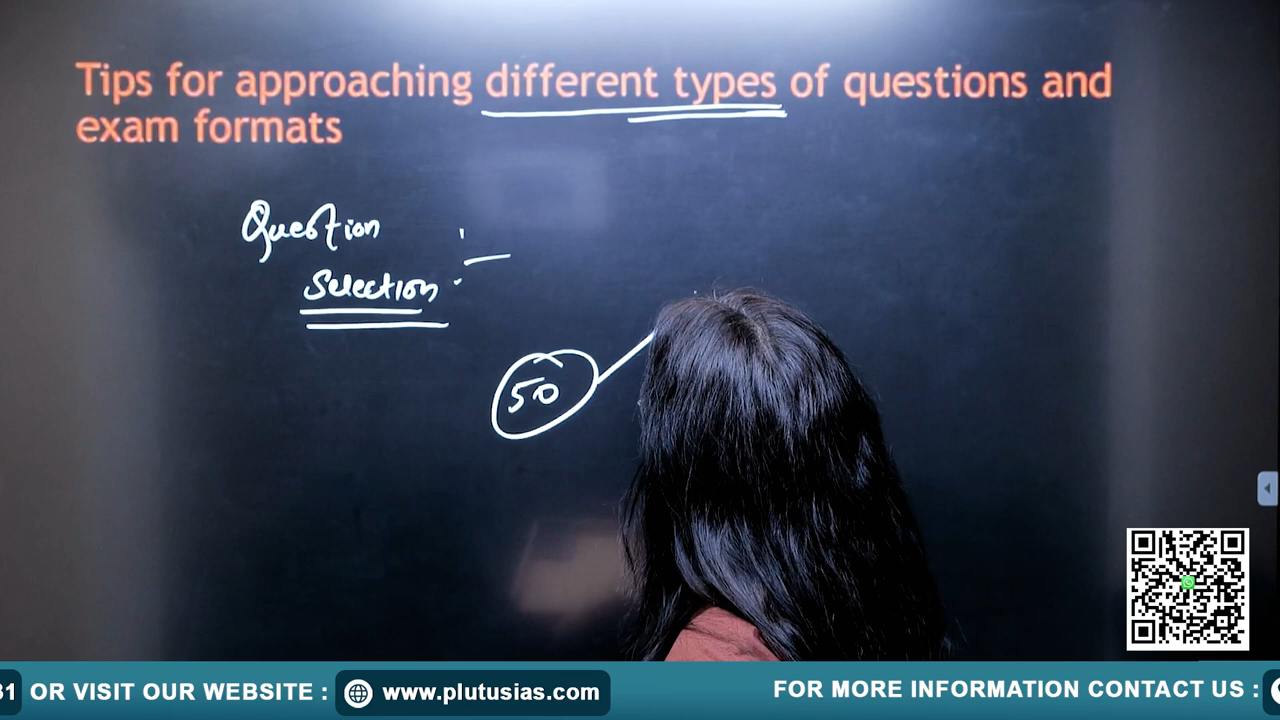 Tips for approaching different types of questions and
exam formats
Question
Selection :-
50
31 OR VISIT OUR WEBSITE : www.plutusias.com FOR MORE INFORMATION CONTACT US :